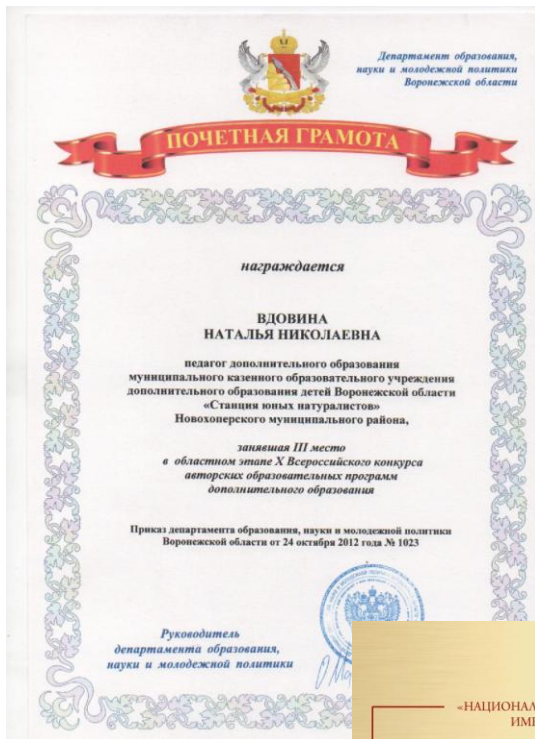 Департамент образования,
науки и молодежной политики
Воронежской области
ПОЧЕТНАЯ ГРАМОТА
награждается
ВДОВИНА
НАТАЛЬЯ НИКОЛАЕВНА
педагог дополнительного образования
муниципального казенного образовательного учреждения
дополнительного образования детей Воронежской области
«Станция юных натуралистов»
Новохоперского муниципального района,
занявшая III место
в областном этапе X Всероссийского конкурса
авторских образовательных программ
дополнительного образования
Приказ департамента образования, науки и молодежной политики
Воронежской области от 24 октября 2012 года № 1023
Руководитель
департамента образования,
науки и молодежной политики